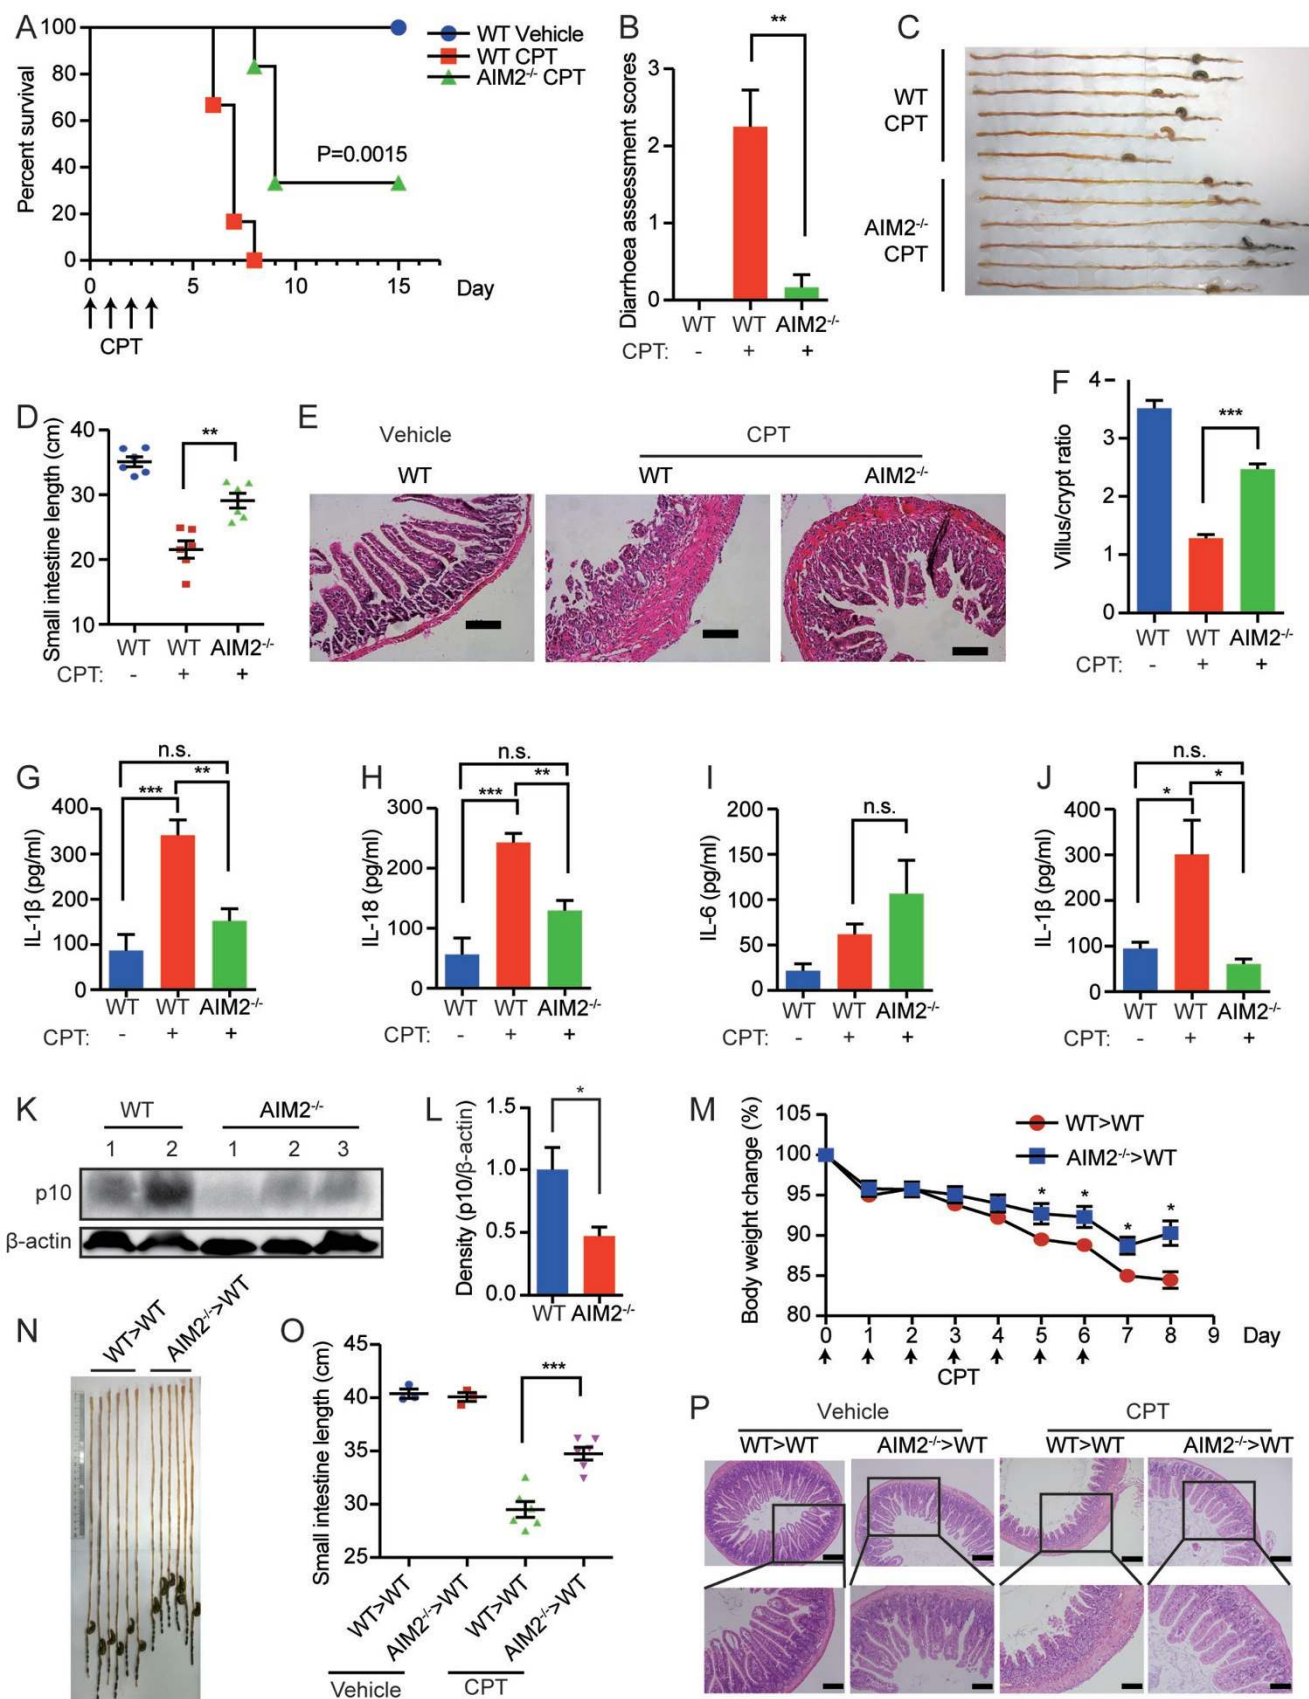 A
Percent survival
100
80
60
40
20
0
0 5 10 15 Day
CPT
P=0.0015
WT Vehicle
WT CPT
AIM2-/- CPT
B
Diarrhoea assessment scores
3
2
1
0
**
WT WT AIM2-/-
CPT: - + +
C
WT
CPT
AIM2-/-
CPT
D
Small intestine length (cm)
40
30
20
10
**
WT WT AIM2-/-
CPT: - + +
E
Vehicle CPT
WT WT AIM2-/-
F
Villus/crypt ratio
4
3
2
1
0
***
WT WT AIM2-/-
CPT: - + +
G
IL-1β (pg/ml)
400
300
200
100
0
n.s.
*** **
WT WT AIM2-/-
CPT: - + +
H
IL-18 (pg/ml)
300
200
100
0
n.s.
*** **
WT WT AIM2-/-
CPT: - + +
I
IL-6 (pg/ml)
200
150
100
50
0
n.s.
WT WT AIM2-/-
CPT: - + +
J
IL-1β (pg/ml)
400
300
200
100
0
n.s.
* *
WT WT AIM2-/-
CPT: - + +
K
WT AIM2-/-
1 2 1 2 3
p10
β-actin
L
Density (p10/β-actin)
1.5
1.0
0.5
0.0
*
WT AIM2-/-
M
Body weight change (%)
105
100
95
90
85
80
WT>WT
AIM2-/->WT
* * * *
0 1 2 3 4 5 6 7 8 9 Day
CPT
N
WT>WT
AIM2-/->WT
O
Small intestine length (cm)
45
40
35
30
25
***
WT>WT
AIM2-/->WT
WT>WT
AIM2-/->WT
Vehicle CPT
P
Vehicle CPT
WT>WT AIM2-/->WT WT>WT AIM2-/->WT